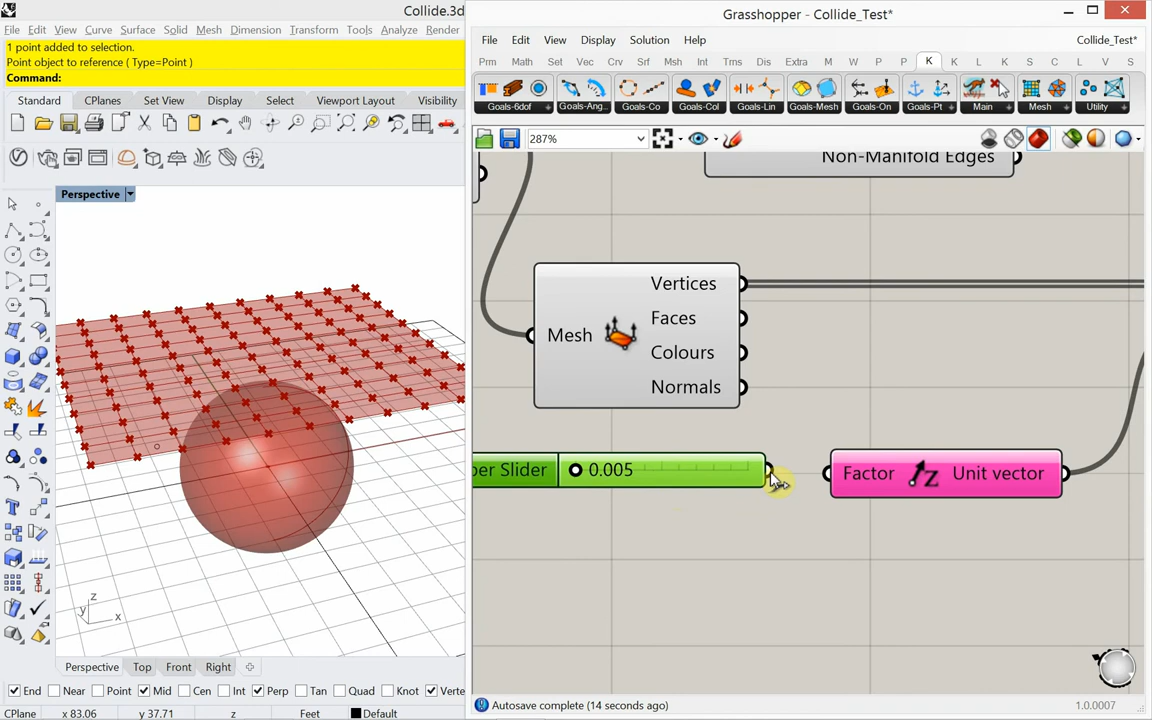 Collide.3d
File Edit View Curve Surface Solid Mesh Dimension Transform Tools Analyze Render
1 point added to selection.
Point object to reference ( Type=Point )
Command:
Standard CPlanes Set View Display Select Viewport Layout Visibility
Perspective
z
y
x
Perspective Top Front Right
End Near Point Mid Cen Int Perp Tan Quad Knot Verte
CPlane x 83.06 y 37.71 z Feet Default
Grasshopper - Collide_Test*
File Edit View Display Solution Help Collide_Test*
Prm Math Set Vec Crv Srf Msh Int Trns Dis Extra M W P P K K L V L C S
Goals-6dof Goals-Ang... Goals-Co Goals-Col Goals-Lin Goals-Mesh Goals-On Goals-Pt Main Mesh Utility
287%
Non-Manifold Edges
Mesh
Vertices
Faces
Colours
Normals
ber Slider 0.005
Factor Unit vector
Autosave complete (14 seconds ago) 1.0.0007